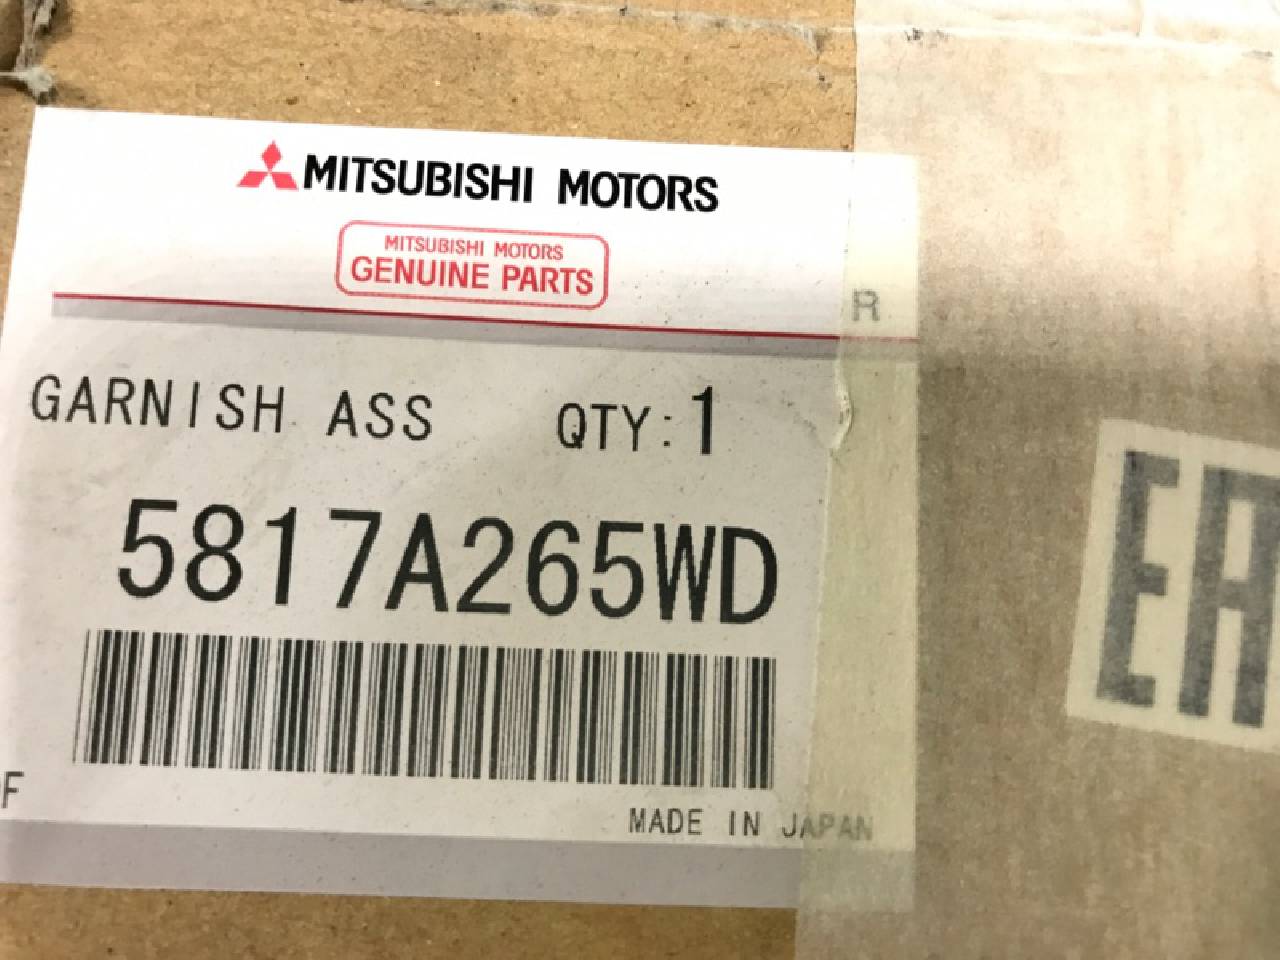 MITSUBISHI MOTORS
MITSUBISHI MOTORS
GENUINE PARTS
R
GARNISH ASS QTY:1
5817A265WD
MADE IN JAPAN